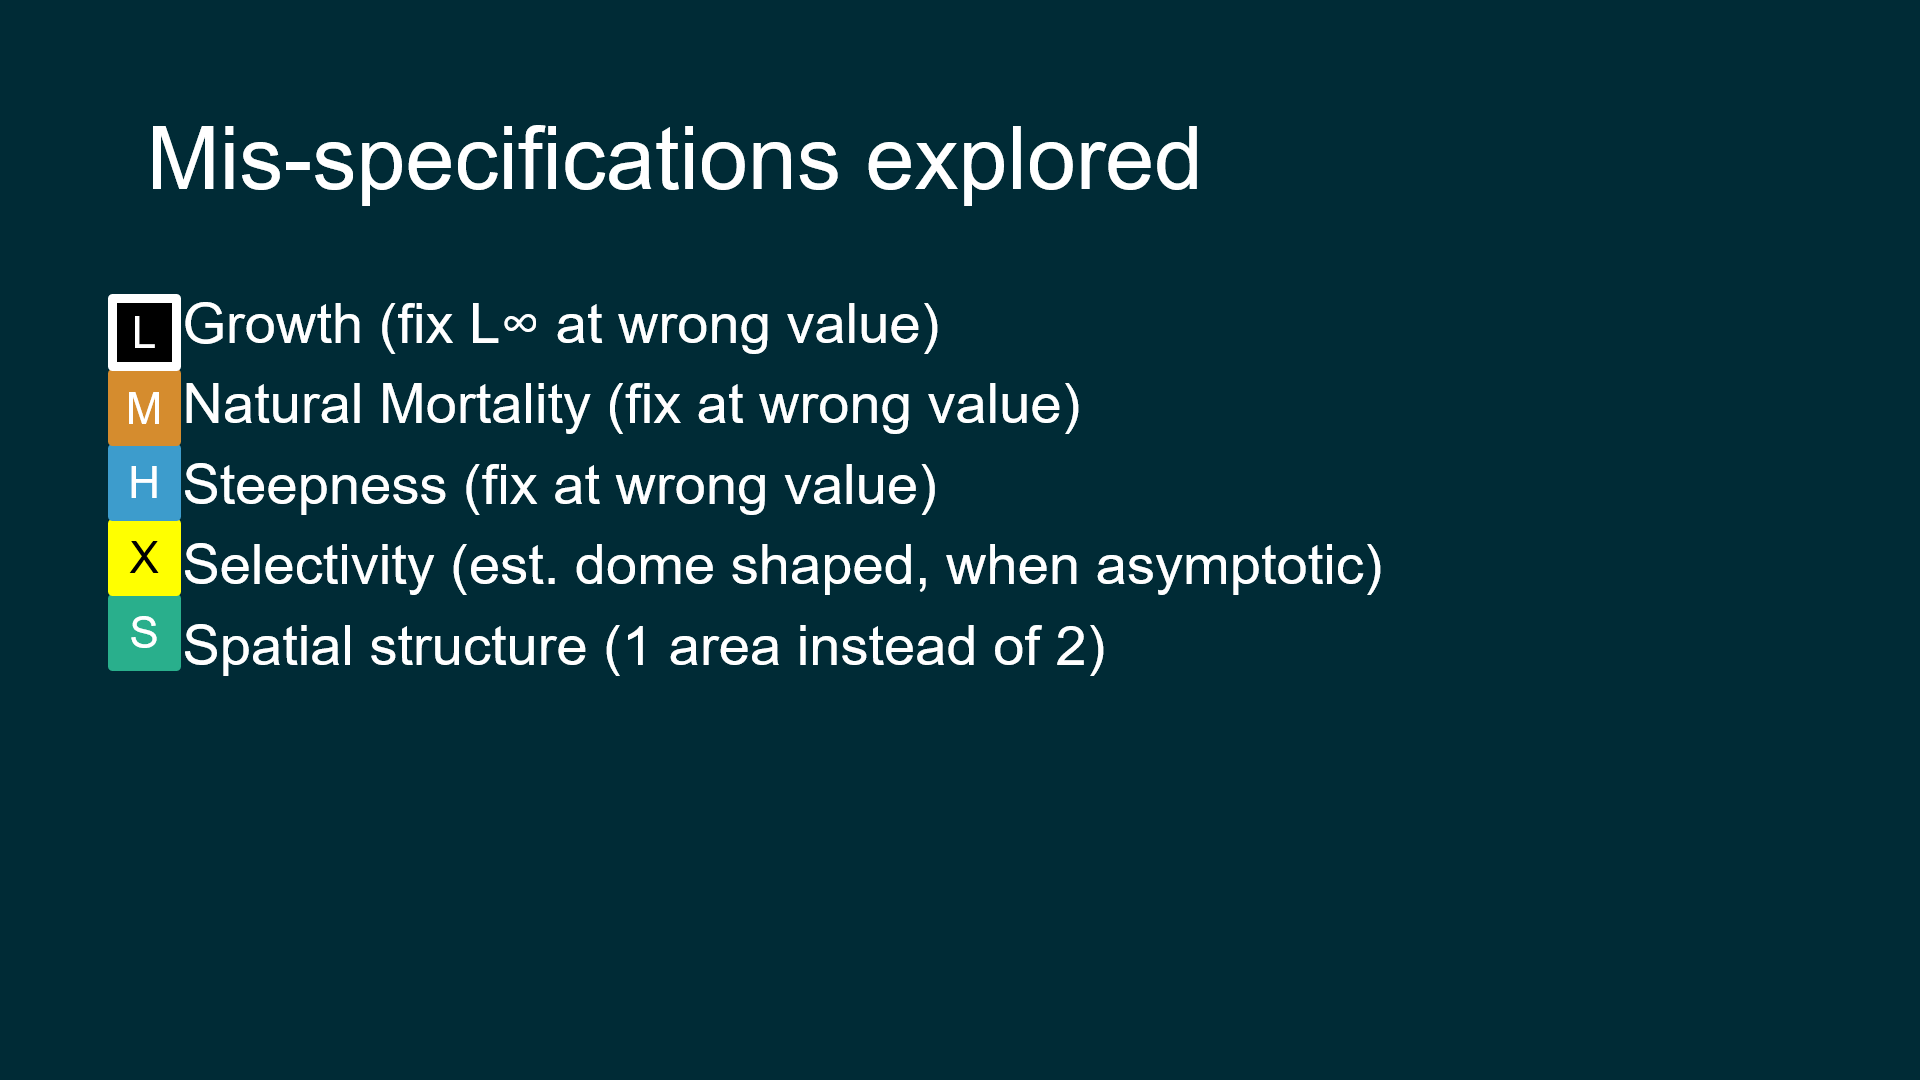 Mis-specifications explored
L Growth (fix L∞ at wrong value)
M Natural Mortality (fix at wrong value)
H Steepness (fix at wrong value)
X Selectivity (est. dome shaped, when asymptotic)
S Spatial structure (1 area instead of 2)